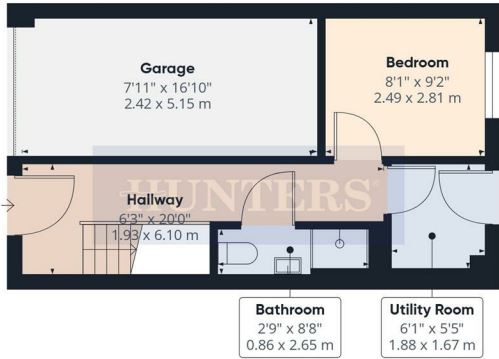 Garage
7'11" x 16'10"
2.42 x 5.15 m
Bedroom
8'1" x 9'2"
2.49 x 2.81 m
HUNTERS
Hallway
6'3" x 20'0"
1.93 x 6.10 m
Bathroom
2'9" x 8'8"
0.86 x 2.65 m
Utility Room
6'1" x 5'5"
1.88 x 1.67 m